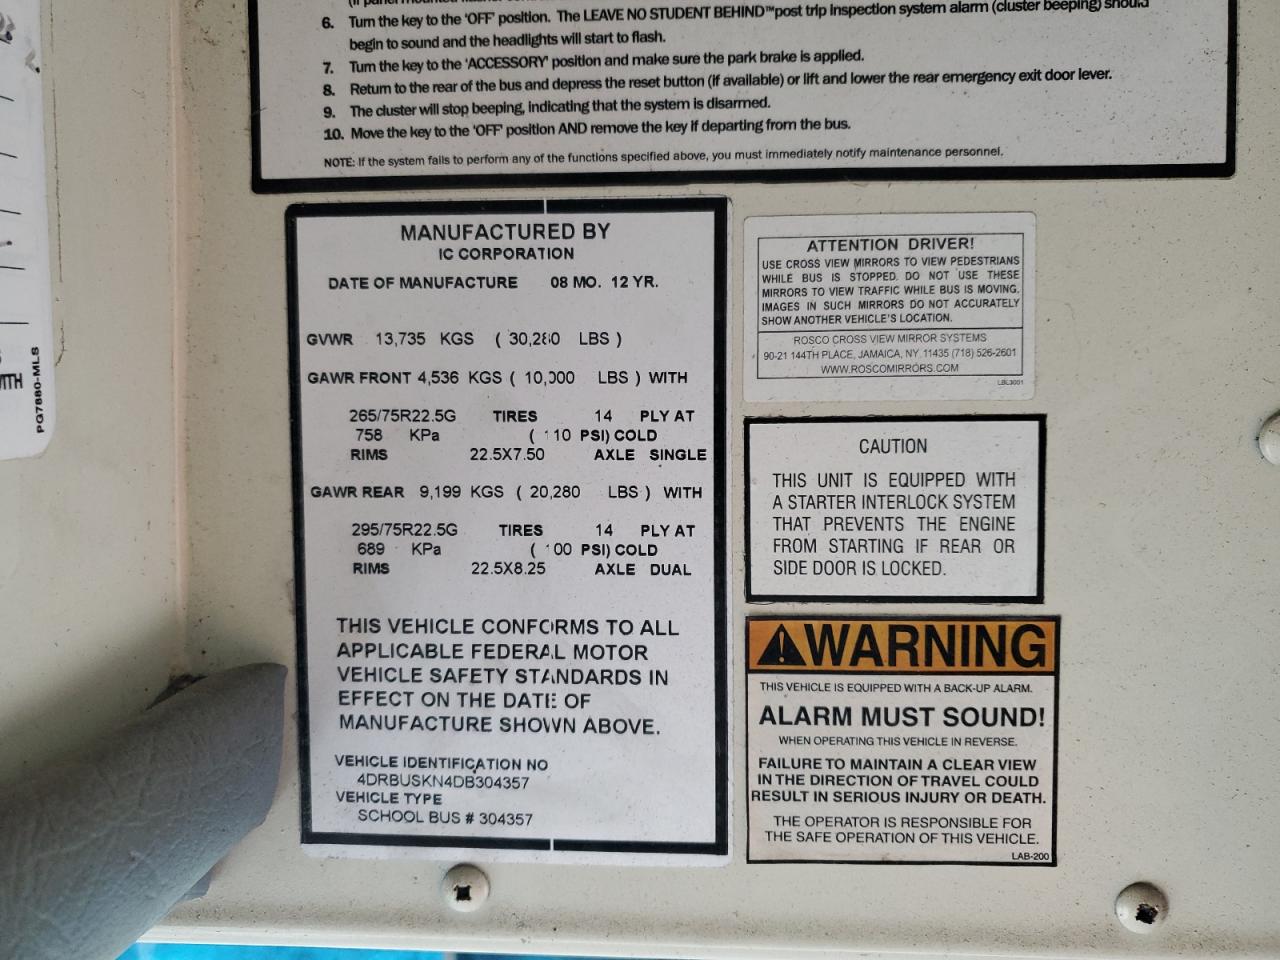 6. Turn the key to the 'OFF' position. The LEAVE NO STUDENT BEHIND™ post trip inspection system alarm (cluster beeping) should
begin to sound and the headlights will start to flash.
7. Turn the key to the 'ACCESSORY' position and make sure the park brake is applied.
8. Return to the rear of the bus and depress the reset button (if available) or lift and lower the rear emergency exit door lever.
9. The cluster will stop beeping, indicating that the system is disarmed.
10. Move the key to the 'OFF' position AND remove the key if departing from the bus.
NOTE: If the system fails to perform any of the functions specified above, you must immediately notify maintenance personnel.
MANUFACTURED BY
IC CORPORATION
DATE OF MANUFACTURE 08 MO. 12 YR.
GVWR 13,735 KGS ( 30,280 LBS )
GAWR FRONT 4,536 KGS ( 10,000 LBS ) WITH
265/75R22.5G TIRES 14 PLY AT
758 KPa ( 110 PSI) COLD
RIMS 22.5X7.50 AXLE SINGLE
GAWR REAR 9,199 KGS ( 20,280 LBS ) WITH
295/75R22.5G TIRES 14 PLY AT
689 KPa ( 100 PSI) COLD
RIMS 22.5X8.25 AXLE DUAL
THIS VEHICLE CONFORMS TO ALL
APPLICABLE FEDERAL MOTOR
VEHICLE SAFETY STANDARDS IN
EFFECT ON THE DATE OF
MANUFACTURE SHOWN ABOVE.
VEHICLE IDENTIFICATION NO
4DRBUSKN4DB304357
VEHICLE TYPE
SCHOOL BUS # 304357
ATTENTION DRIVER!
USE CROSS VIEW MIRRORS TO VIEW PEDESTRIANS
WHILE BUS IS STOPPED. DO NOT USE THESE
MIRRORS TO VIEW TRAFFIC WHILE BUS IS MOVING.
IMAGES IN SUCH MIRRORS DO NOT ACCURATELY
SHOW ANOTHER VEHICLE'S LOCATION.
ROSCO CROSS VIEW MIRROR SYSTEMS
90-21 144TH PLACE, JAMAICA, NY. 11435 (718) 526-2601
WWW.ROSCOMIRRORS.COM
LBL3001
CAUTION
THIS UNIT IS EQUIPPED WITH
A STARTER INTERLOCK SYSTEM
THAT PREVENTS THE ENGINE
FROM STARTING IF REAR OR
SIDE DOOR IS LOCKED.
WARNING
THIS VEHICLE IS EQUIPPED WITH A BACK-UP ALARM.
ALARM MUST SOUND!
WHEN OPERATING THIS VEHICLE IN REVERSE.
FAILURE TO MAINTAIN A CLEAR VIEW
IN THE DIRECTION OF TRAVEL COULD
RESULT IN SERIOUS INJURY OR DEATH.
THE OPERATOR IS RESPONSIBLE FOR
THE SAFE OPERATION OF THIS VEHICLE.
LAB-200
PG7880-MLS